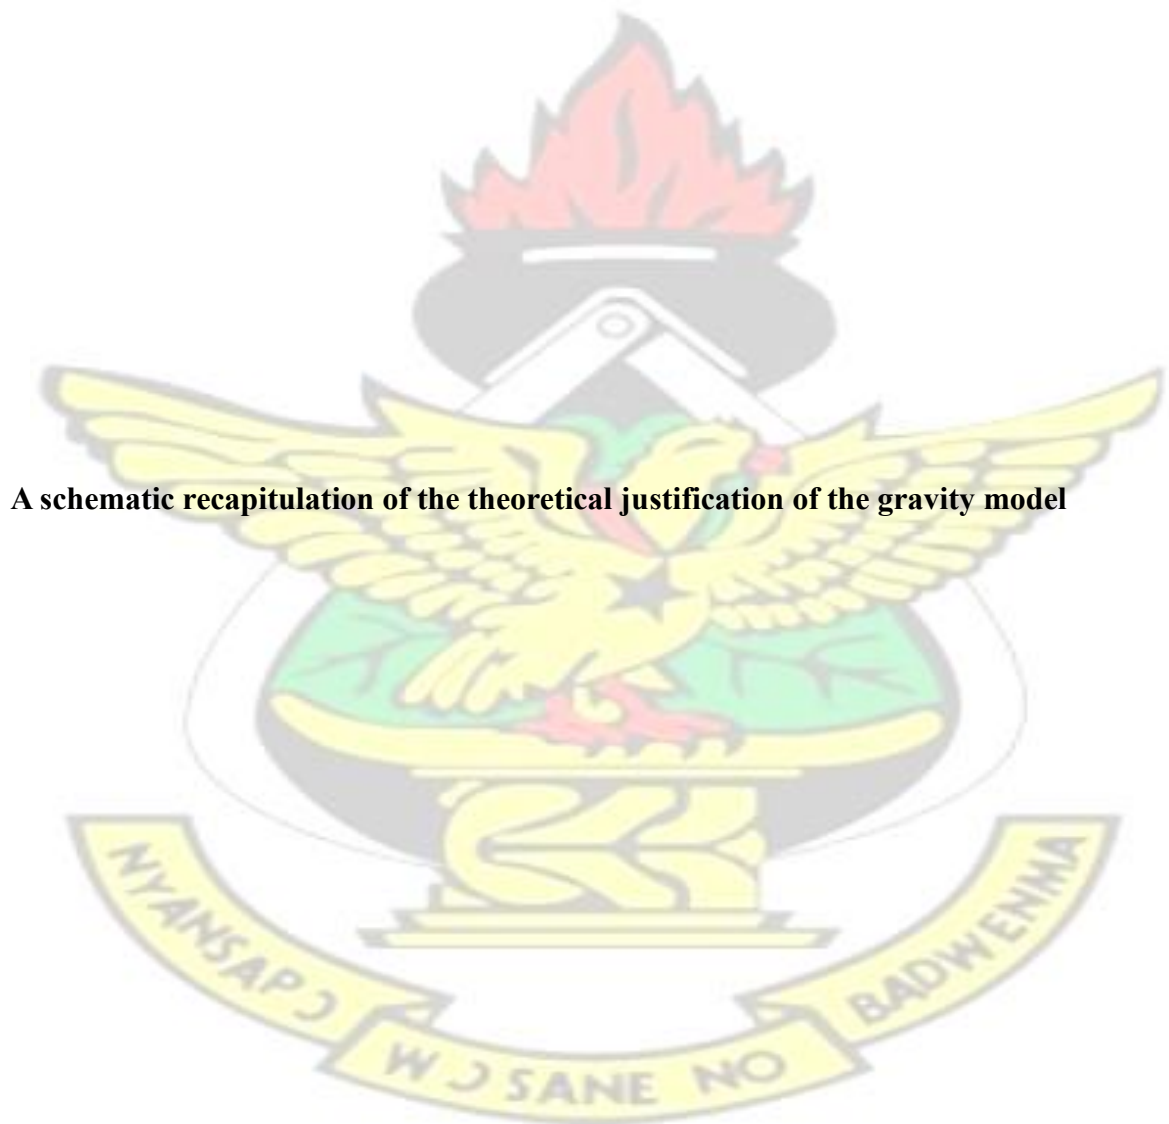 A schematic recapitulation of the theoretical justification of the gravity model
NYANSAPƆ
WƆSANE NO
BADWENMA